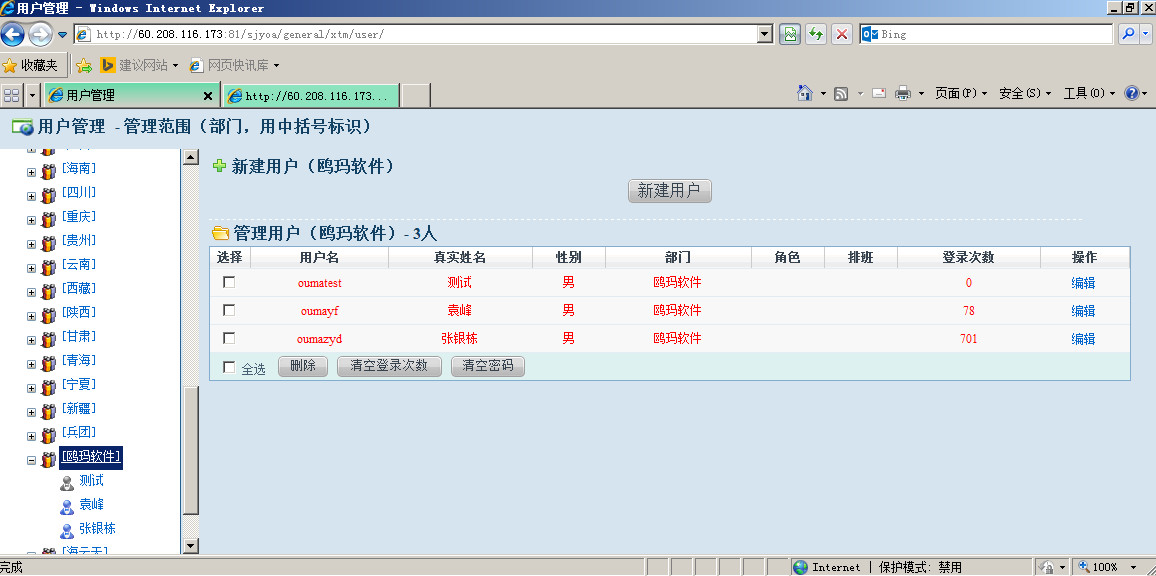 用户管理 - Windows Internet Explorer
http://60.208.116.173:81/sjyoa/general/xtm/user/
Bing
收藏夹
建议网站
网页快讯库
用户管理
http://60.208.116.173...
页面(P)
安全(S)
工具(O)
用户管理 -管理范围（部门，用中括号标识）
[海南]
[四川]
[重庆]
[贵州]
[云南]
[西藏]
[陕西]
[甘肃]
[青海]
[宁夏]
[新疆]
[兵团]
[鸥玛软件]
测试
袁峰
张银栋
[海云天]
新建用户（鸥玛软件）
新建用户
管理用户（鸥玛软件）- 3人
选择 用户名 真实姓名 性别 部门 角色 排班 登录次数 操作
oumatest 测试 男 鸥玛软件 0 编辑
oumayf 袁峰 男 鸥玛软件 78 编辑
oumazyd 张银栋 男 鸥玛软件 701 编辑
全选 删除 清空登录次数 清空密码
完成
Internet | 保护模式: 禁用
100%